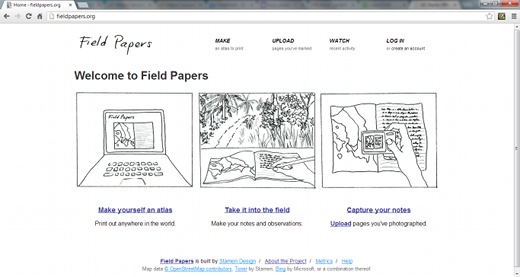 Home - fieldpapers.org
fieldpapers.org
Field Papers
MAKE
an atlas to print
UPLOAD
pages you've marked
WATCH
recent activity
LOG IN
or create an account
Welcome to Field Papers
Field Papers
Make yourself an atlas
Print out anywhere in the world.
Take it into the field
Make your notes and observations.
Capture your notes
Upload pages you've photographed.
Field Papers is built by Stamen Design / About the Project / Metrics / Help
Map data © OpenStreetMap contributors, Toner by Stamen, Bing by Microsoft, or a combination thereof